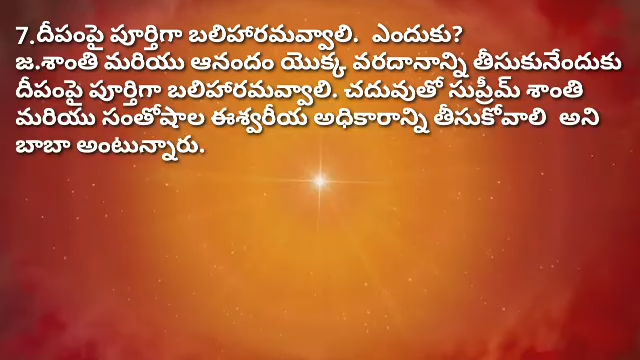 7.దీపంపై పూర్తిగా బలిహారమవ్వాలి.  ఎందుకు?
జ.శాంతి మరియు ఆనందం యొక్క వరదానాన్ని తీసుకునేందుకు
దీపంపై పూర్తిగా బలిహారమవ్వాలి. చదువుతో సుప్రీమ్ శాంతి
మరియు సంతోషాల ఈశ్వరీయ అధికారాన్ని తీసుకోవాలి  అని
బాబా అంటున్నారు.